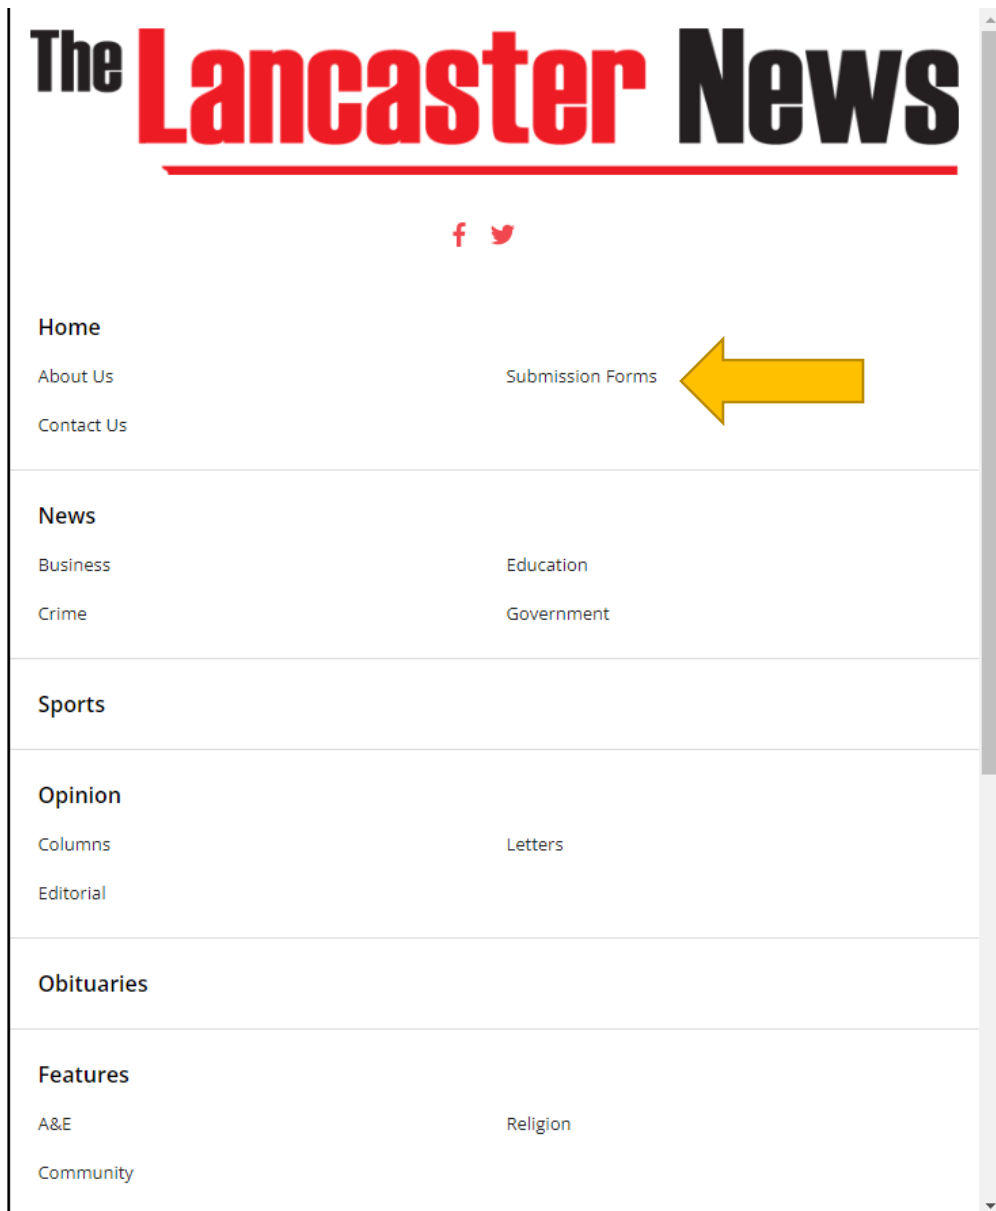 The Lancaster News
Home
About Us
Submission Forms
Contact Us
News
Business
Education
Crime
Government
Sports
Opinion
Columns
Letters
Editorial
Obituaries
Features
A&E
Religion
Community